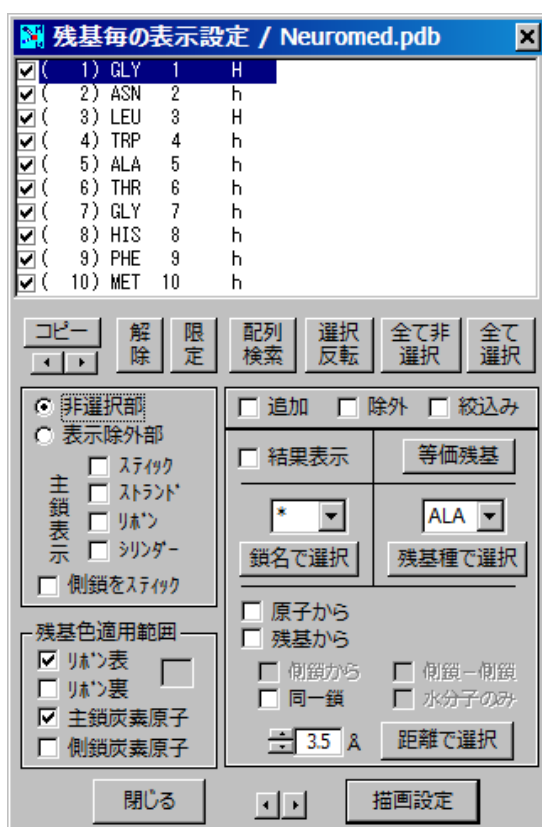 残基毎の表示設定 / Neuromed.pdb
( 1) GLY 1 H
( 2) ASN 2 h
( 3) LEU 3 H
( 4) TRP 4 h
( 5) ALA 5 h
( 6) THR 6 h
( 7) GLY 7 h
( 8) HIS 8 h
( 9) PHE 9 h
( 10) MET 10 h
コピー
解除
限定
配列検索
選択反転
全て非選択
全て選択
非選択部
表示除外部
主鎖表示
スティック
ストランド
リボン
シリンダー
側鎖をスティック
残基色適用範囲
リボン表
リボン裏
主鎖炭素原子
側鎖炭素原子
追加 除外 絞込み
結果表示 等価残基
* ALA
鎖名で選択 残基種で選択
原子から
残基から
側鎖から 側鎖－側鎖
同一鎖 水分子のみ
3.5 Å 距離で選択
閉じる 描画設定